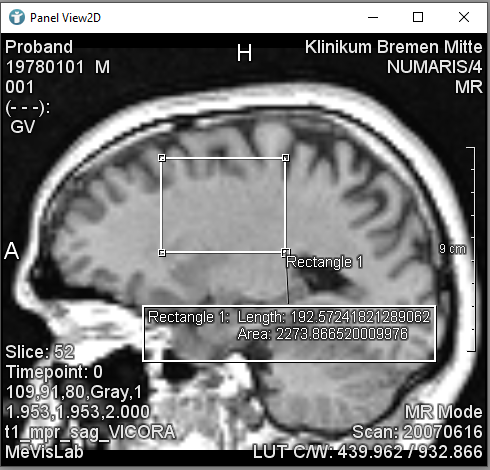 Panel View2D
Proband
19780101 M
001
(- - -):
GV
H
Klinikum Bremen Mitte
NUMARIS/4
MR
A
9 cm
Rectangle 1
Rectangle 1: Length: 192.57241821289062
Area: 2273.866520009976
Slice: 52
Timepoint: 0
109,91,80,Gray,1
1.953,1.953,2.000
t1_mpr_sag_VICORA
MeVisLab
MR Mode
Scan: 20070616
LUT C/W: 439.962 / 932.866